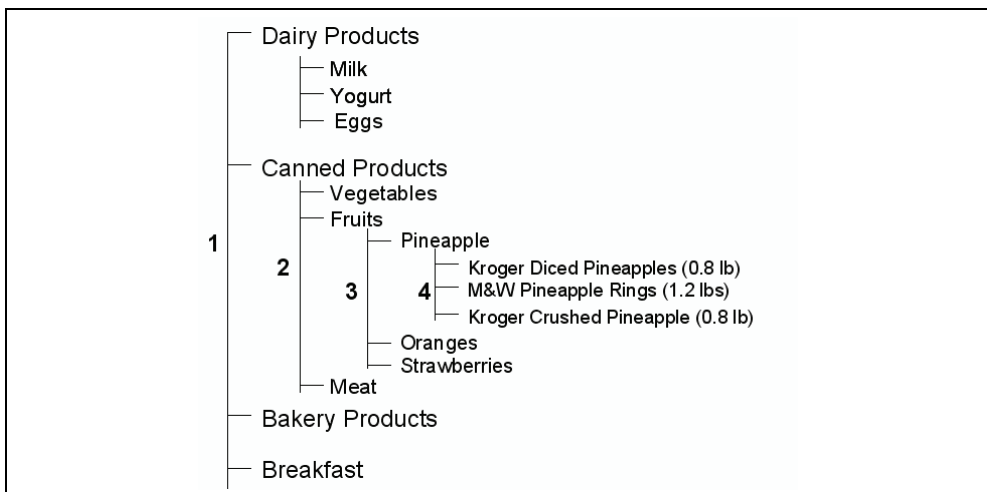 Dairy Products
Milk
Yogurt
Eggs
Canned Products
Vegetables
Fruits
1
Pineapple
2
Kroger Diced Pineapples (0.8 lb)
3
4
M&W Pineapple Rings (1.2 lbs)
Kroger Crushed Pineapple (0.8 lb)
Oranges
Strawberries
Meat
Bakery Products
Breakfast